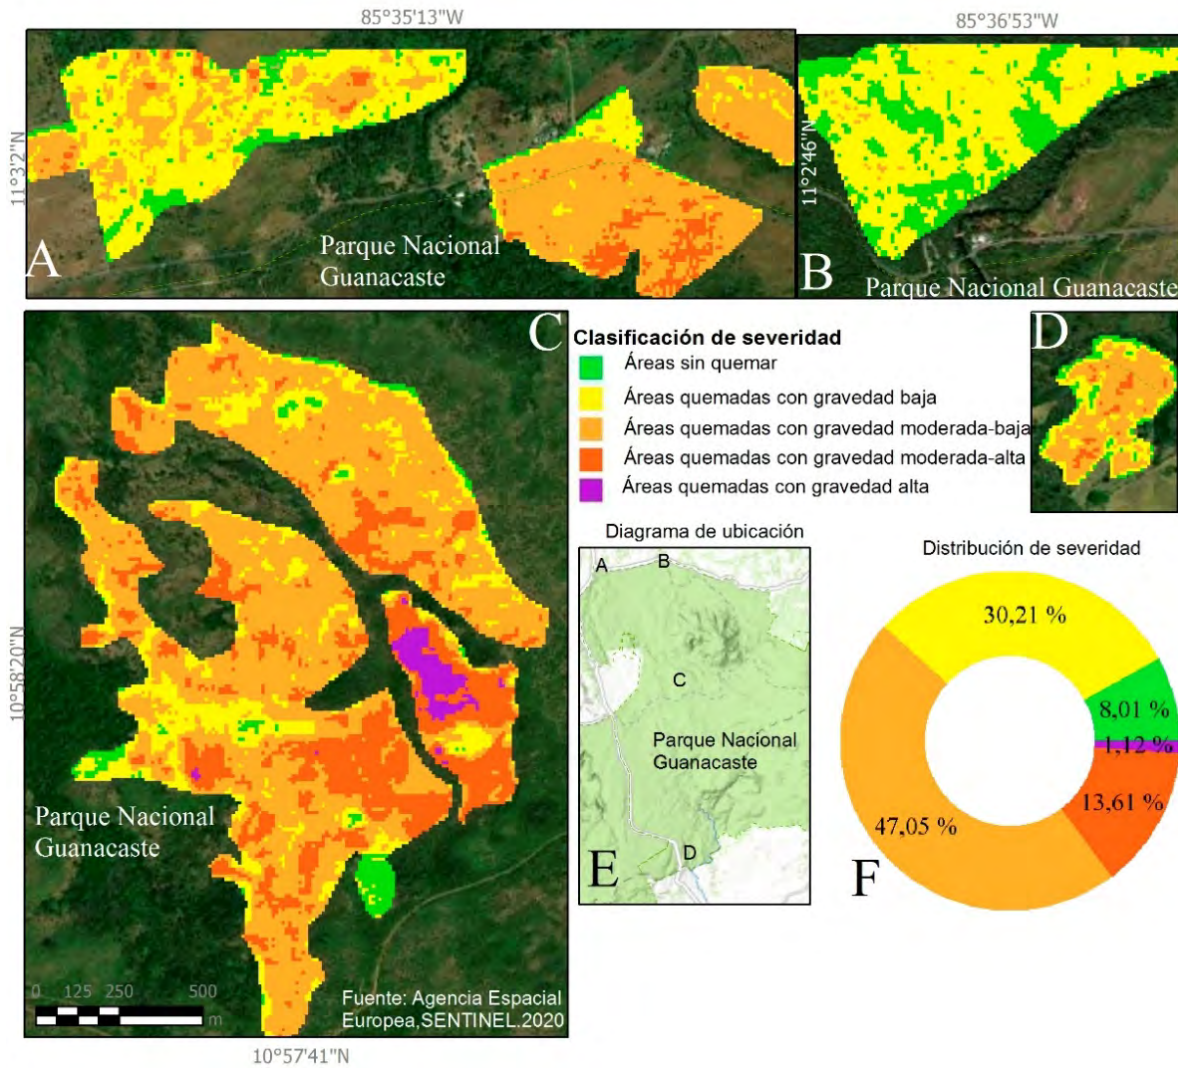 85°35'13"W
85°36'53"W
11°3'2"N
A
Parque Nacional
Guanacaste
11°2'46"N
B
Parque Nacional Guanacaste
C
Clasificación de severidad
Áreas sin quemar
Áreas quemadas con gravedad baja
Áreas quemadas con gravedad moderada-baja
Áreas quemadas con gravedad moderada-alta
Áreas quemadas con gravedad alta
D
10°58'20"N
Parque Nacional
Guanacaste
0 125 250 500
m
Fuente: Agencia Espacial
Europea,SENTINEL.2020
10°57'41"N
Diagrama de ubicación
A
B
C
Parque Nacional
Guanacaste
D
E
Distribución de severidad
30,21 %
8,01 %
1,12 %
13,61 %
47,05 %
F